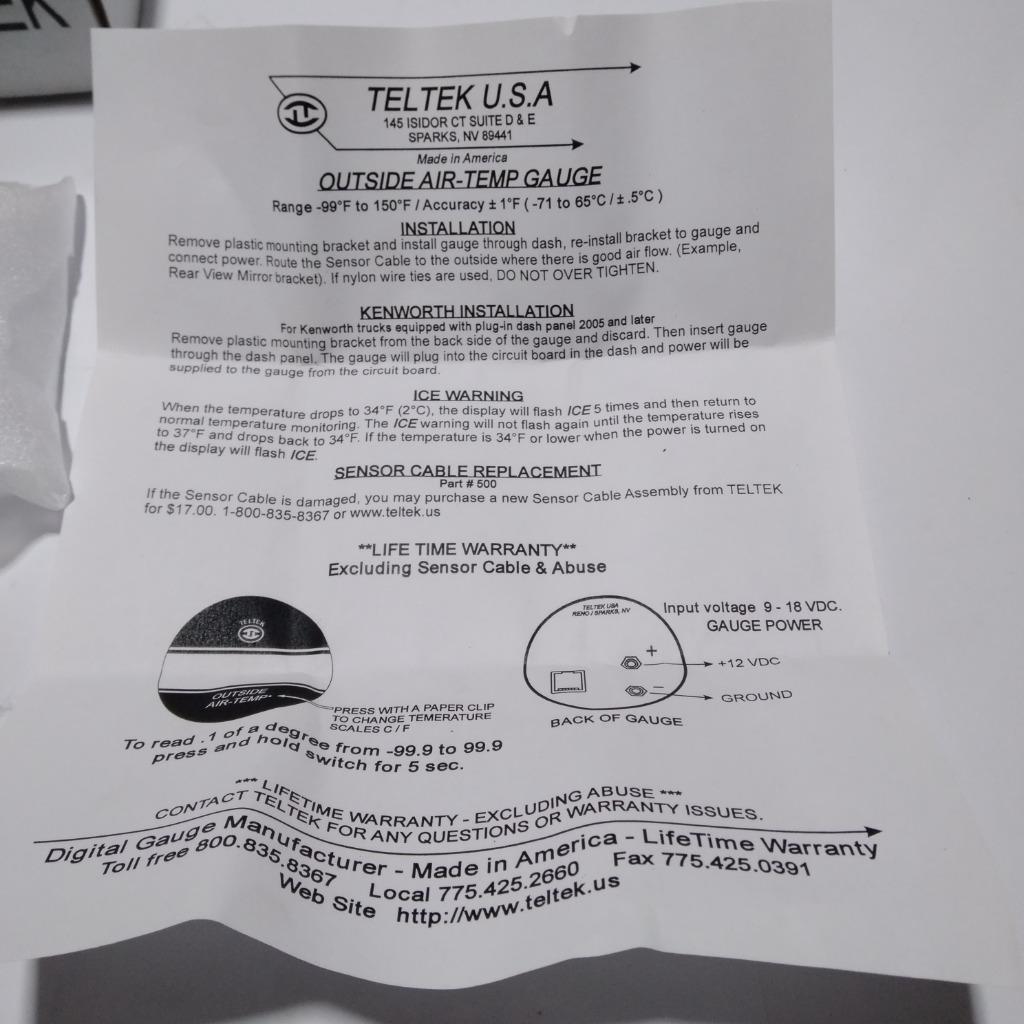 EK
TELTEK U.S.A
145 ISIDOR CT SUITE D & E
SPARKS, NV 89441
Made in America
OUTSIDE AIR-TEMP GAUGE
Range -99°F to 150°F / Accuracy ± 1°F ( -71 to 65°C / ± .5°C )
INSTALLATION
Remove plastic mounting bracket and install gauge through dash, re-install bracket to gauge and
connect power. Route the Sensor Cable to the outside where there is good air flow. (Example,
Rear View Mirror bracket). If nylon wire ties are used, DO NOT OVER TIGHTEN.
KENWORTH INSTALLATION
For Kenworth trucks equipped with plug-in dash panel 2005 and later
Remove plastic mounting bracket from the back side of the gauge and discard. Then insert gauge
through the dash panel. The gauge will plug into the circuit board in the dash and power will be
supplied to the gauge from the circuit board.
ICE WARNING
When the temperature drops to 34°F (2°C), the display will flash ICE 5 times and then return to
normal temperature monitoring. The ICE warning will not flash again until the temperature rises
to 37°F and drops back to 34°F. If the temperature is 34°F or lower when the power is turned on
the display will flash ICE.
SENSOR CABLE REPLACEMENT
Part # 500
If the Sensor Cable is damaged, you may purchase a new Sensor Cable Assembly from TELTEK
for $17.00. 1-800-835-8367 or www.teltek.us
**LIFE TIME WARRANTY**
Excluding Sensor Cable & Abuse
TELTEK
OUTSIDE
AIR-TEMP
PRESS WITH A PAPER CLIP
TO CHANGE TEMERATURE
SCALES C / F
TELTEK USA
RENO / SPARKS, NV
Input voltage 9 - 18 VDC.
GAUGE POWER
+
+12 VDC
−
GROUND
BACK OF GAUGE
To read .1 of a degree from -99.9 to 99.9
press and hold switch for 5 sec.
*** LIFETIME WARRANTY - EXCLUDING ABUSE ***
CONTACT TELTEK FOR ANY QUESTIONS OR WARRANTY ISSUES.
Digital Gauge Manufacturer - Made in America - LifeTime Warranty
Toll free 800.835.8367 Local 775.425.2660 Fax 775.425.0391
Web Site http://www.teltek.us